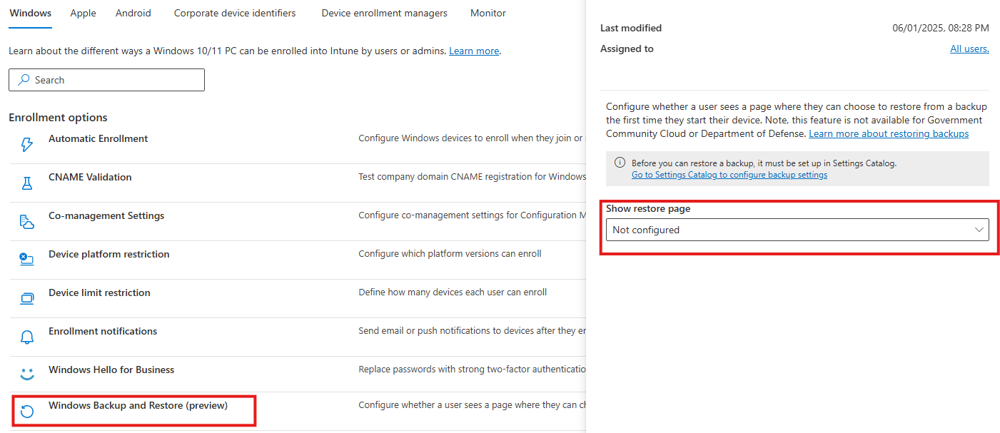 Windows
Apple
Android
Corporate device identifiers
Device enrollment managers
Monitor
Learn about the different ways a Windows 10/11 PC can be enrolled into Intune by users or admins. Learn more.
Search
Enrollment options
Automatic Enrollment
Configure Windows devices to enroll when they join or
CNAME Validation
Test company domain CNAME registration for Windows
Co-management Settings
Configure co-management settings for Configuration M
Device platform restriction
Configure which platform versions can enroll
Device limit restriction
Define how many devices each user can enroll
Enrollment notifications
Send email or push notifications to devices after they en
Windows Hello for Business
Replace passwords with strong two-factor authenticatio
Windows Backup and Restore (preview)
Configure whether a user sees a page where they can ch
Last modified
06/01/2025, 08:28 PM
Assigned to
All users.
Configure whether a user sees a page where they can choose to restore from a backup
the first time they start their device. Note, this feature is not available for Government
Community Cloud or Department of Defense. Learn more about restoring backups
Before you can restore a backup, it must be set up in Settings Catalog.
Go to Settings Catalog to configure backup settings
Show restore page
Not configured